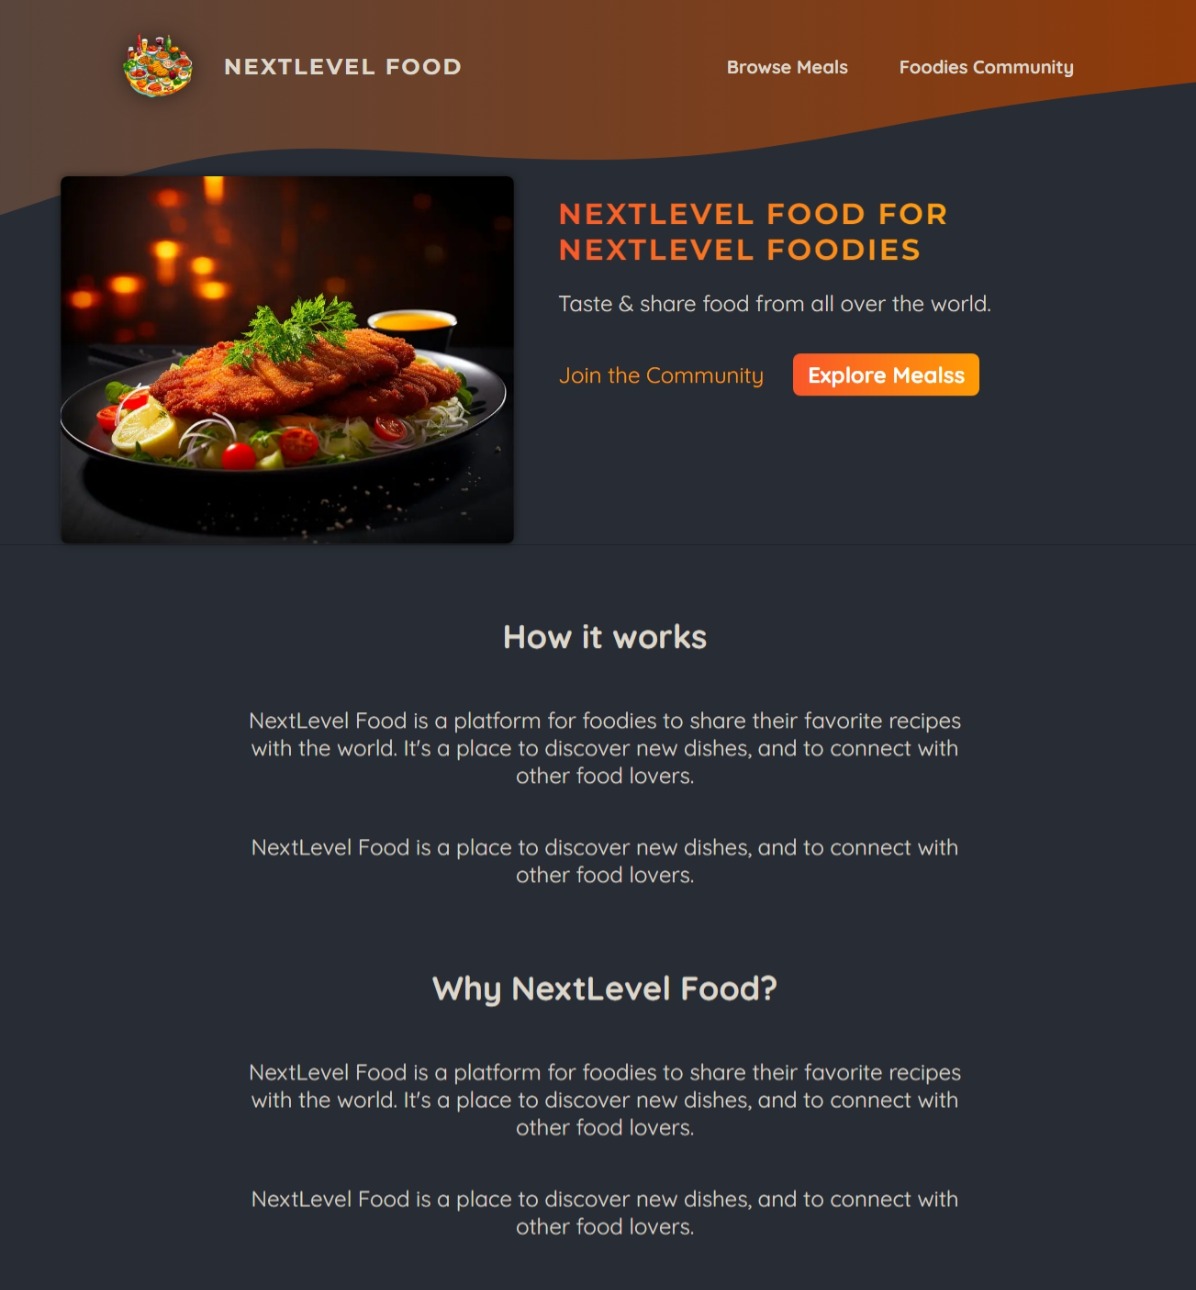 NEXTLEVEL FOOD
Browse Meals
Foodies Community
NEXTLEVEL FOOD FOR
NEXTLEVEL FOODIES
Taste & share food from all over the world.
Join the Community
Explore Mealss
How it works
NextLevel Food is a platform for foodies to share their favorite recipes
with the world. It's a place to discover new dishes, and to connect with
other food lovers.
NextLevel Food is a place to discover new dishes, and to connect with
other food lovers.
Why NextLevel Food?
NextLevel Food is a platform for foodies to share their favorite recipes
with the world. It's a place to discover new dishes, and to connect with
other food lovers.
NextLevel Food is a place to discover new dishes, and to connect with
other food lovers.